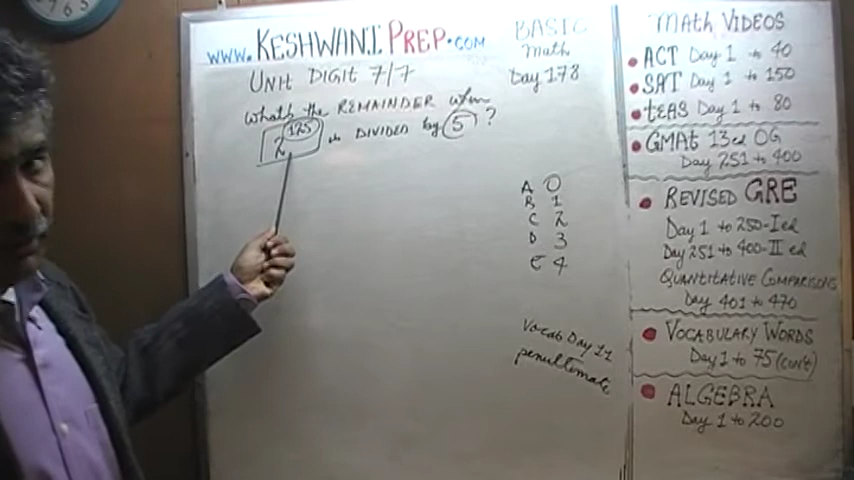 www.KESHWANI PREP.COM
UNIT DIGIT 7/7
What's the REMAINDER when
2^125 is DIVIDED by 5 ?
BASIC
Math
Day 178
A 0
B 1
C 2
D 3
E 4
Vocab Day 11
penultimate
Math VIDEOS
• ACT Day 1 to 40
• SAT Day 1 to 150
• tEAS Day 1 to 80
• GMAt 13ed OG
Day 251 to 400
• REVISED GRE
Day 1 to 250-I ed
Day 251 to 400-II ed
QUANTITATIVE COMPARISONS
Day 401 to 470
• VOCABULARY WORDS
Day 1 to 75 (con't)
• ALGEBRA
Day 1 to 200